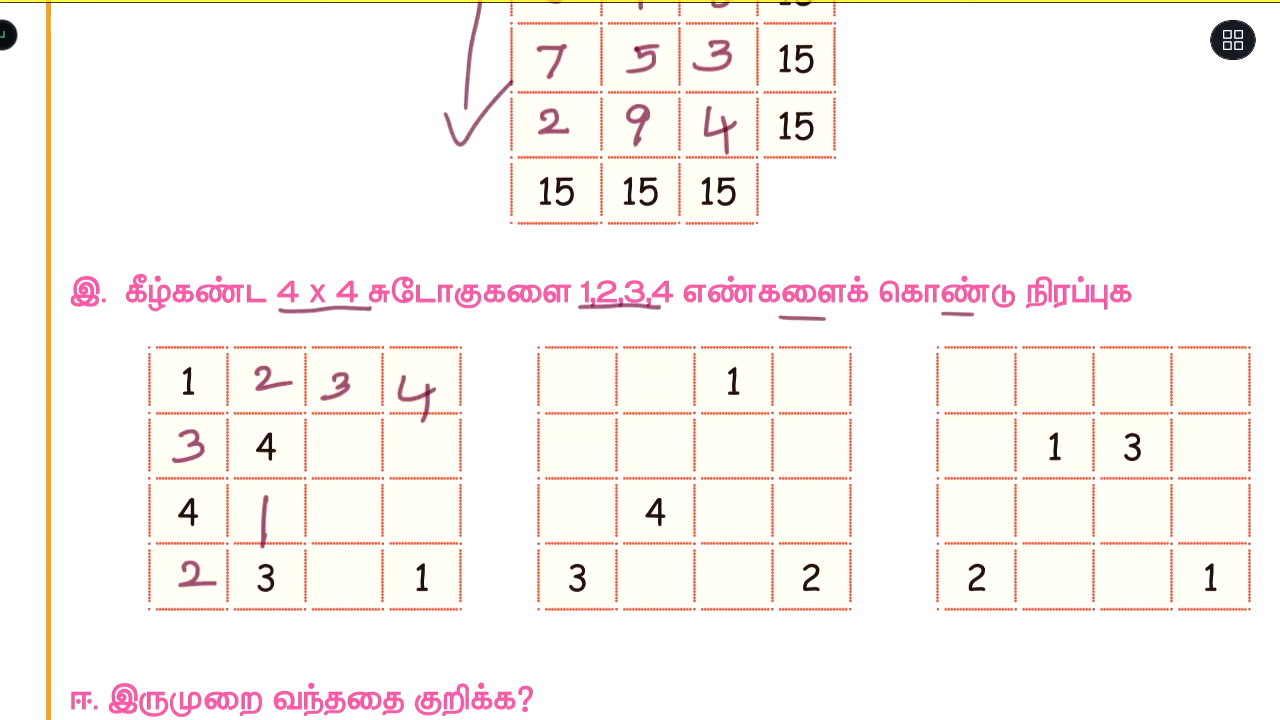 15
7 5 3 15
2 9 4 15
15 15 15
இ. கீழ்கண்ட 4 x 4 சுடோகுகளை 1,2,3,4 எண்களைக் கொண்டு நிரப்புக
1 2 3 4 1
3 4 1 3
4 1 4
2 3 1 3 2 2 1
ஈ. இருமுறை வந்ததை குறிக்க?